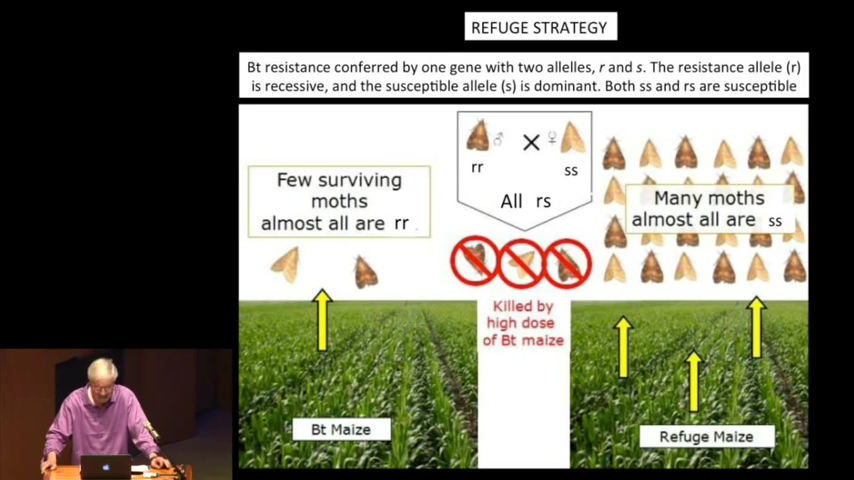 REFUGE STRATEGY
Bt resistance conferred by one gene with two allelles, r and s. The resistance allele (r)
is recessive, and the susceptible allele (s) is dominant. Both ss and rs are susceptible
♂ X ♀
rr ss
All rs
Few surviving
moths
almost all are rr
Many moths
almost all are ss
Killed by
high dose
of Bt maize
Bt Maize
Refuge Maize